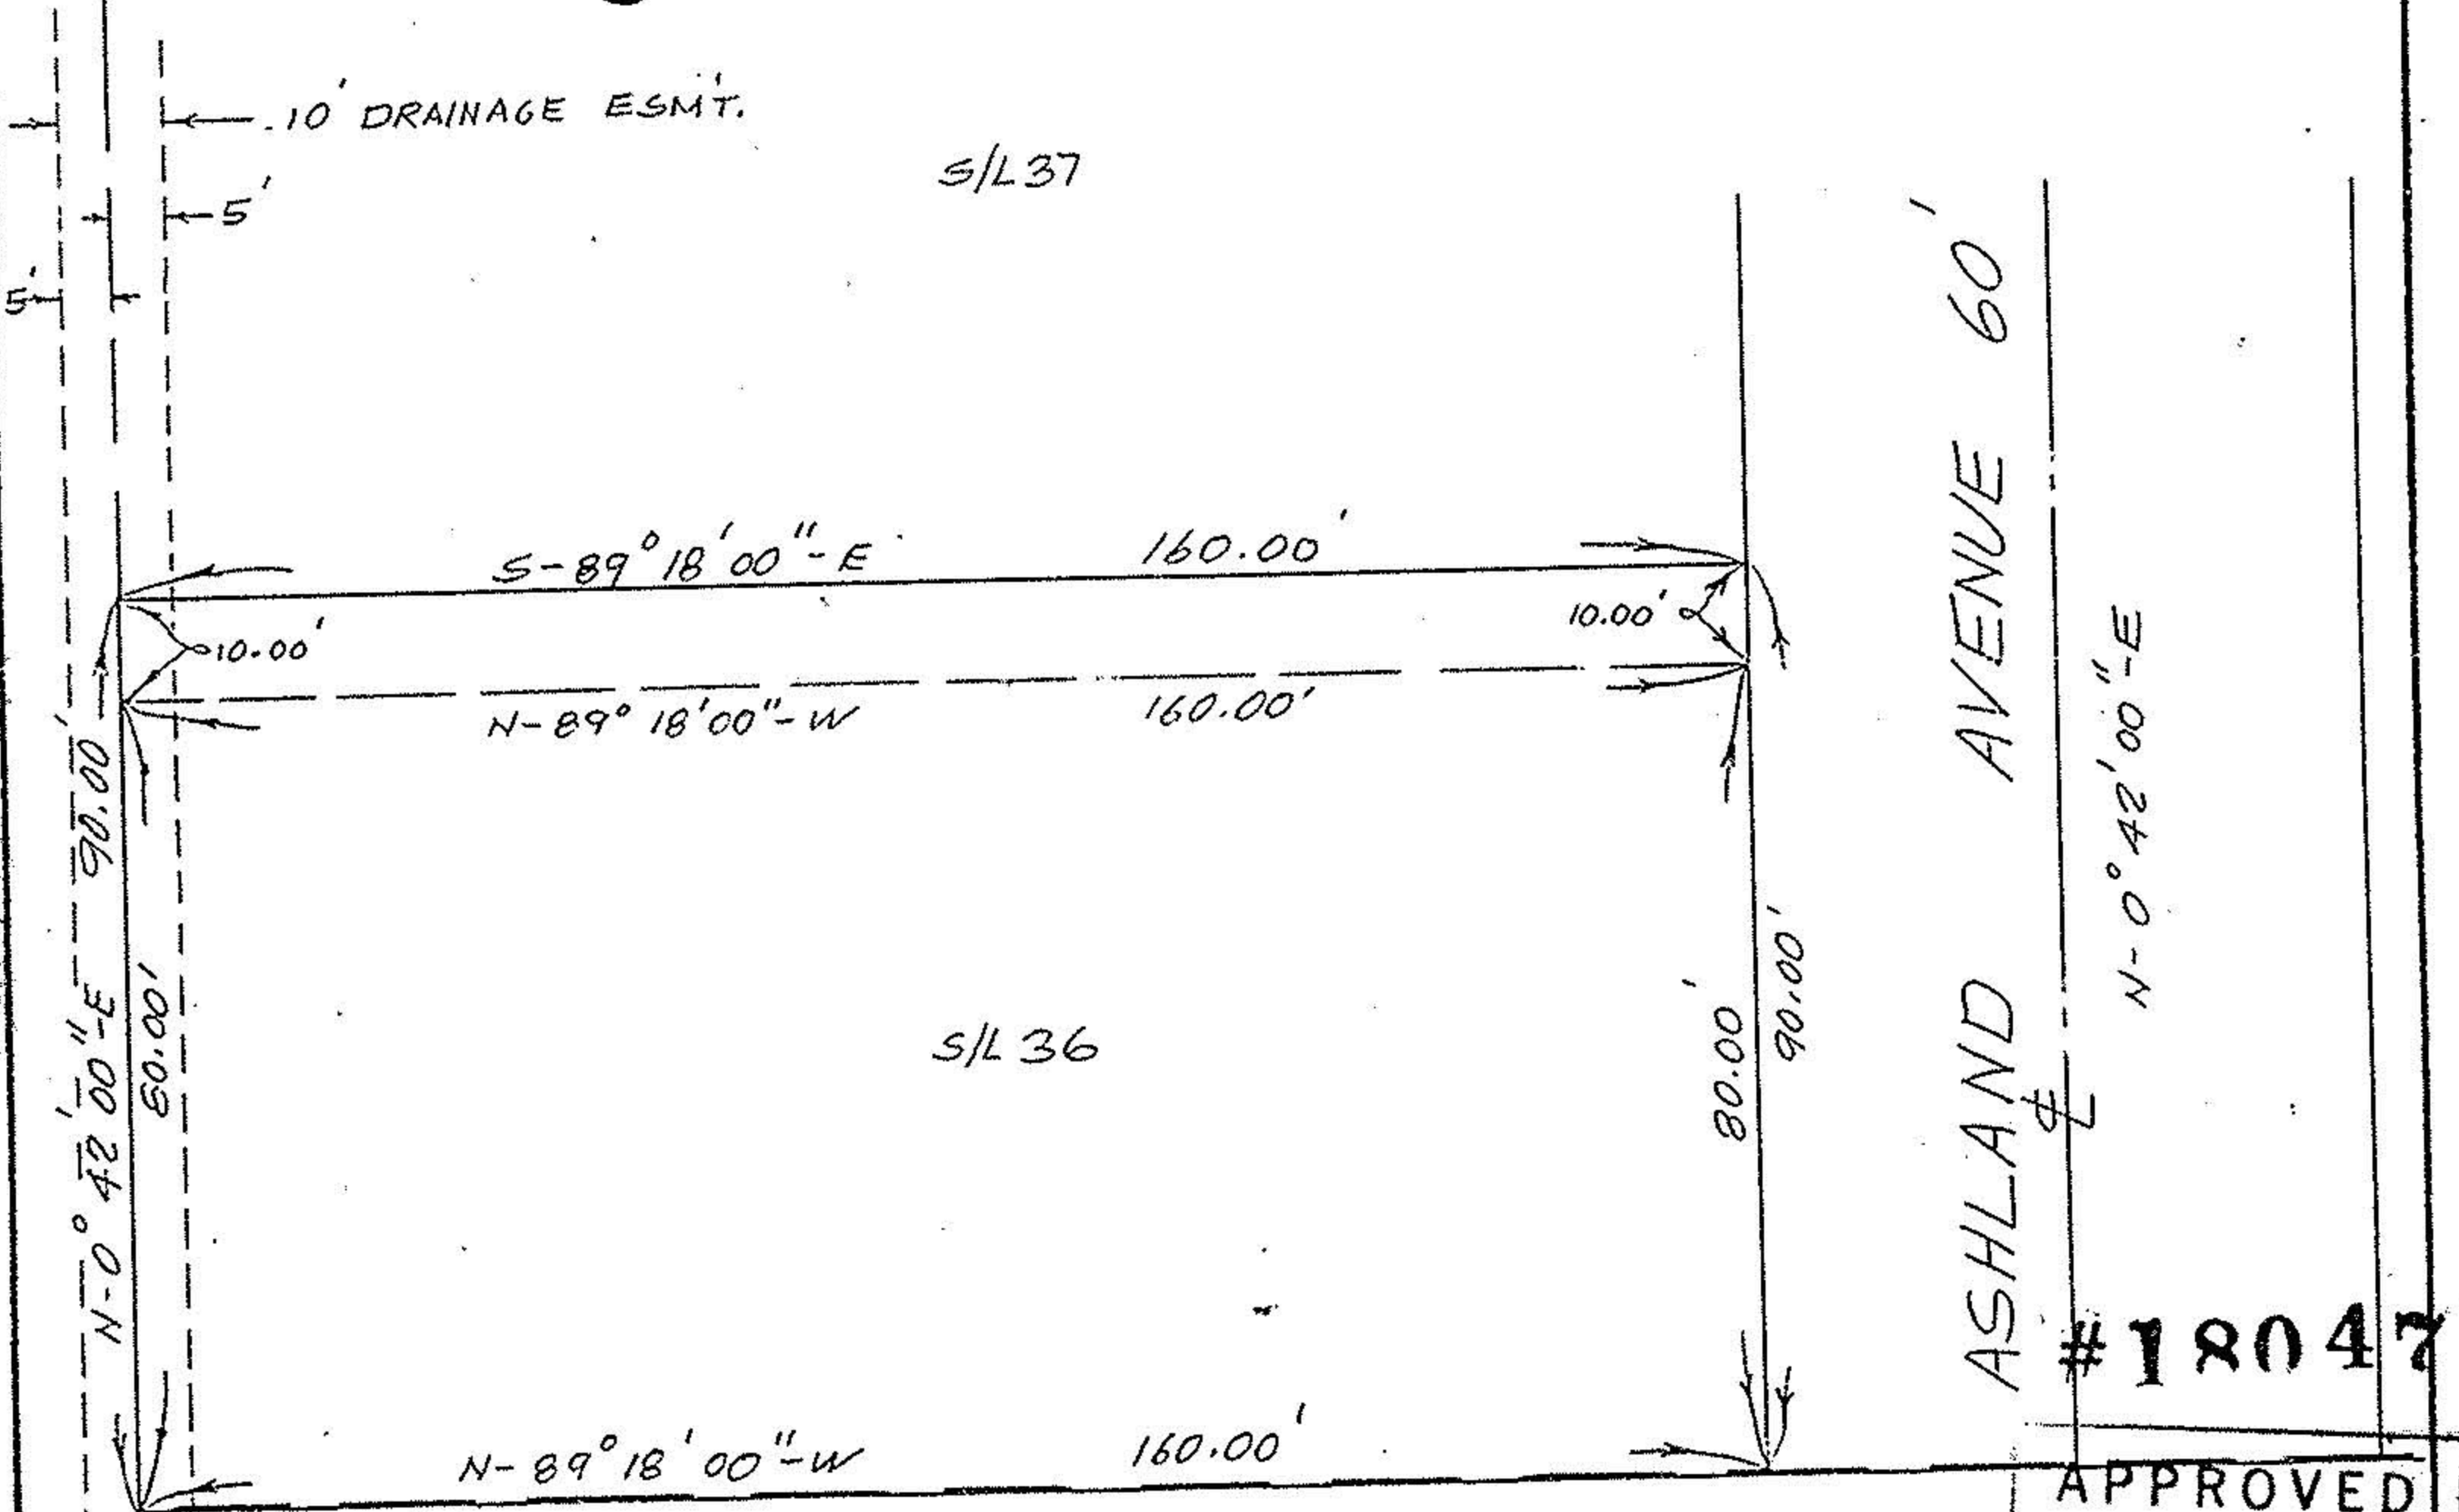 10' DRAINAGE ESM'T.
S/L 37
5'
5'
S-89°18'00"-E 160.00'
10.00'
10.00'
N-89°18'00"-W 160.00'
N-0°42'00"-E 90.00'
80.00'
S/L 36
80.00'
90.00'
ASHLAND AVENUE 60'
℄
N-0°42'00"-E
#18047
N-89°18'00"-W 160.00'
APPROVED